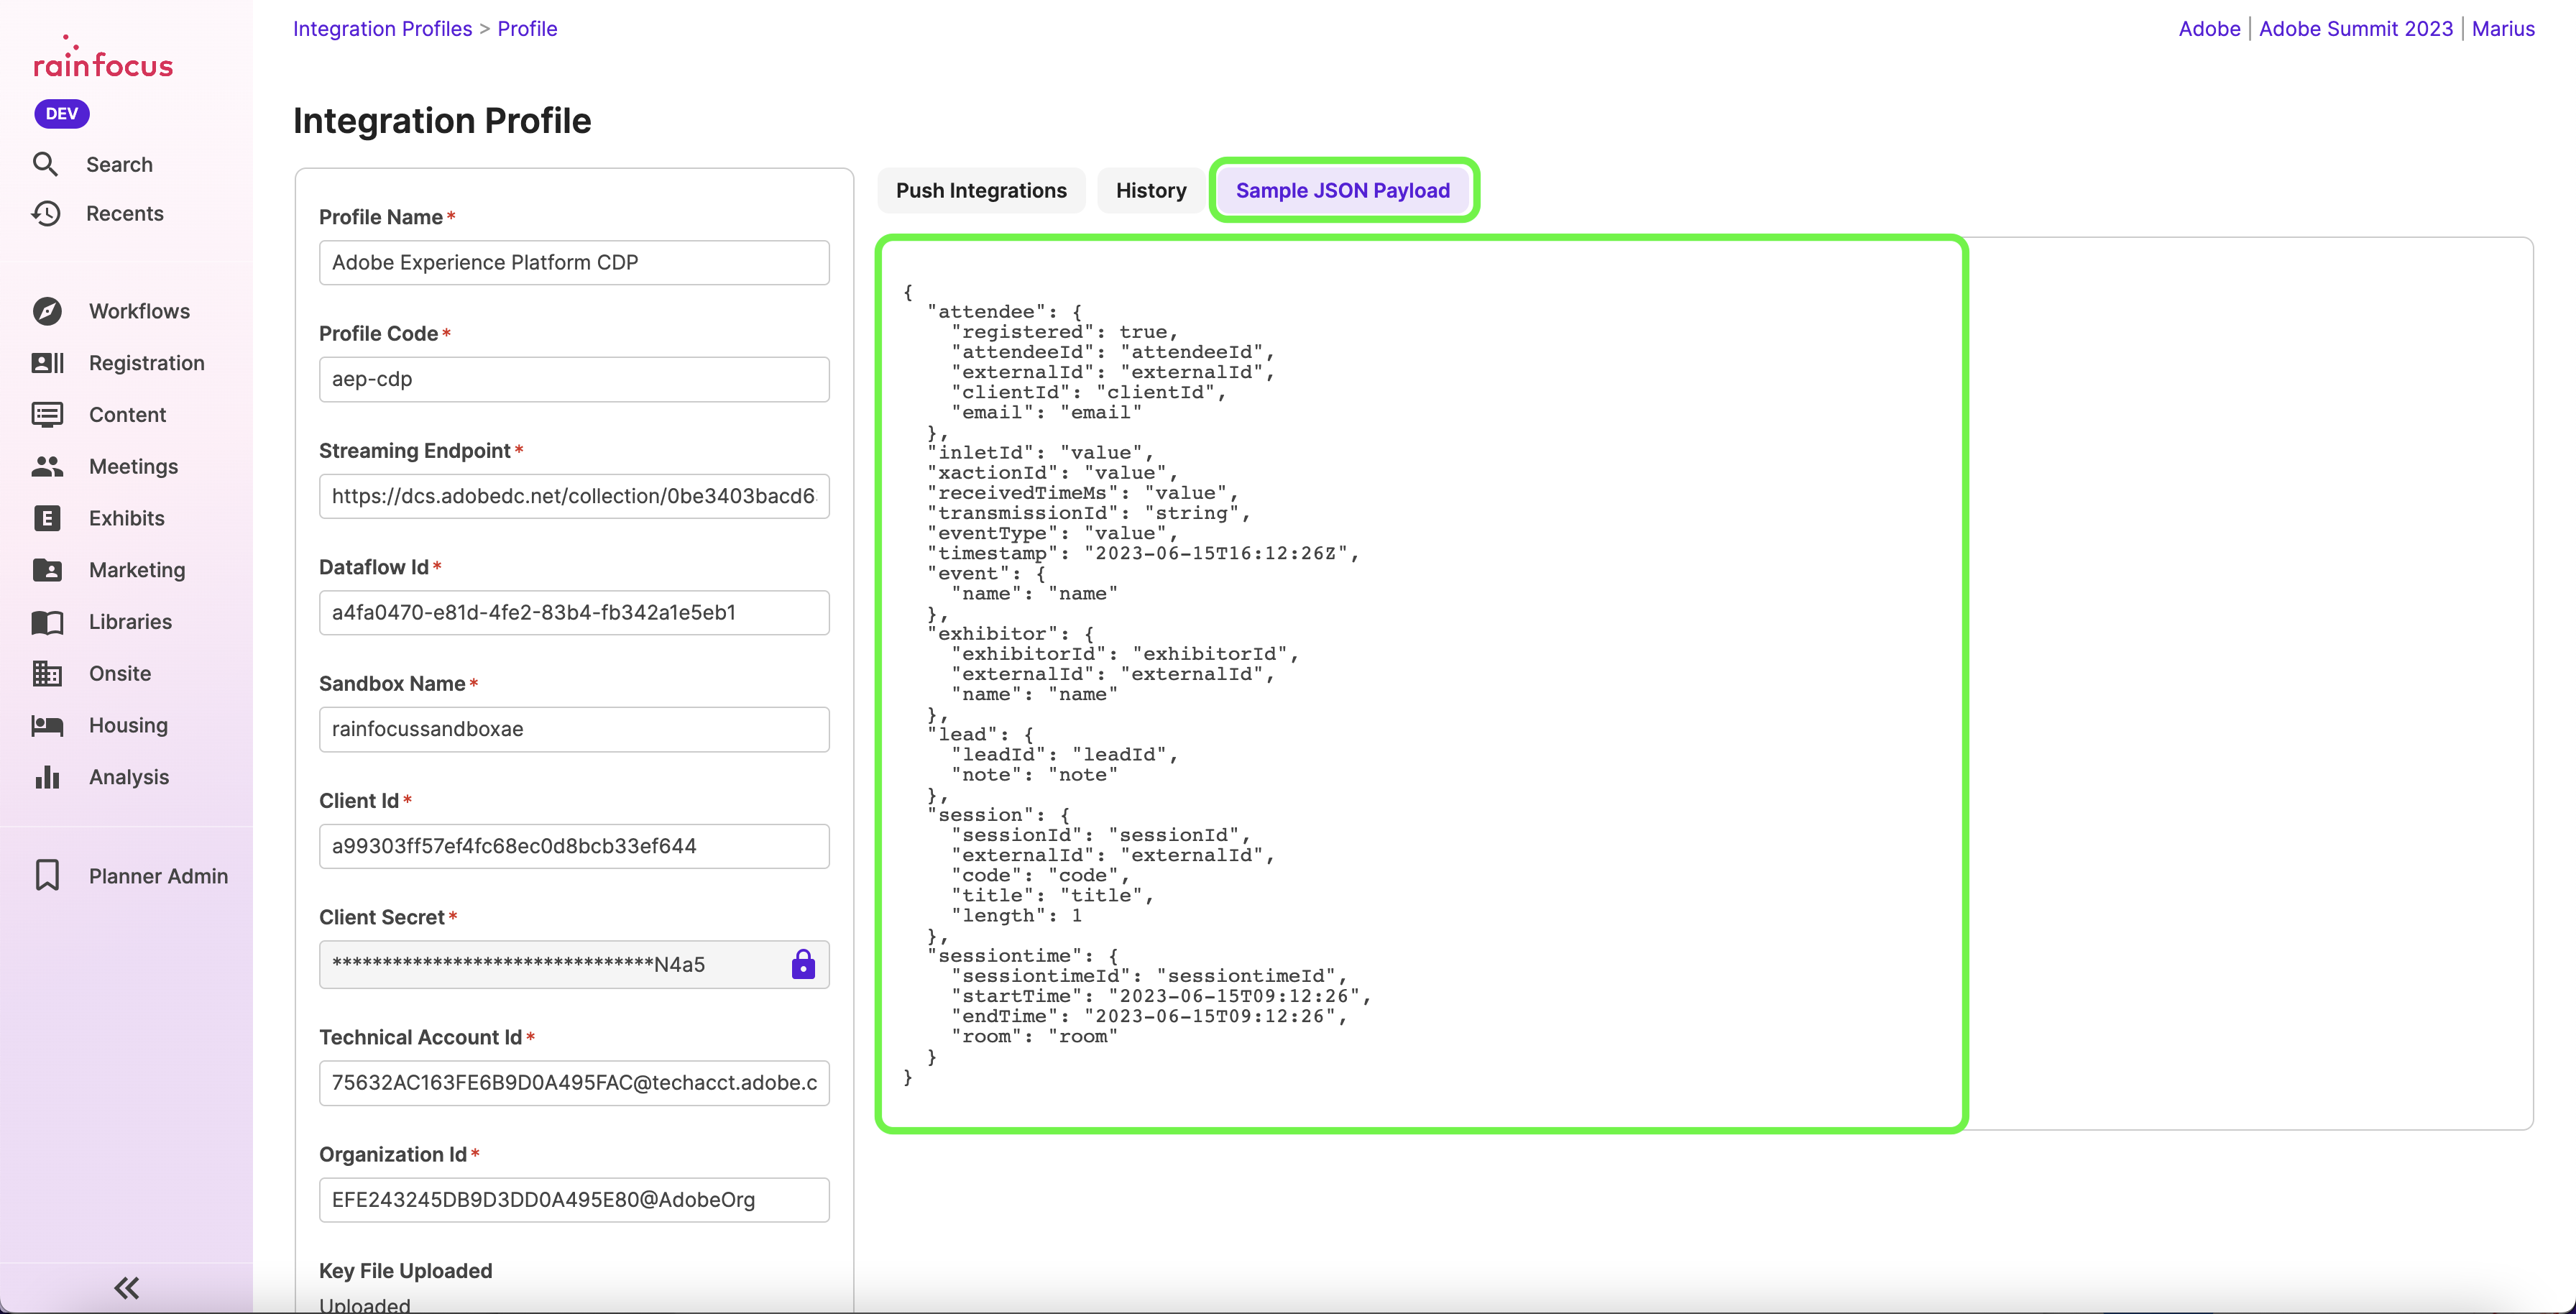 Integration Profiles > Profile
Adobe | Adobe Summit 2023 | Marius
rainfocus
DEV
Search
Recents
Workflows
Registration
Content
Meetings
E
Exhibits
Marketing
Libraries
Onsite
Housing
Analysis
Planner Admin
Integration Profile
Profile Name*
Adobe Experience Platform CDP
Profile Code*
aep-cdp
Streaming Endpoint*
https://dcs.adobedc.net/collection/0be3403bacd6
Dataflow Id*
a4fa0470-e81d-4fe2-83b4-fb342a1e5eb1
Sandbox Name*
rainfocussandboxae
Client Id*
a99303ff57ef4fc68ec0d8bcb33ef644
Client Secret*
********************************N4a5
Technical Account Id*
75632AC163FE6B9D0A495FAC@techacct.adobe.c
Organization Id*
EFE243245DB9D3DD0A495E80@AdobeOrg
Key File Uploaded
Uploaded
Push Integrations
History
Sample JSON Payload
{
  "attendee": {
    "registered": true,
    "attendeeId": "attendeeId",
    "externalId": "externalId",
    "clientId": "clientId",
    "email": "email"
  },
  "inletId": "value",
  "xactionId": "value",
  "receivedTimeMs": "value",
  "transmissionId": "string",
  "eventType": "value",
  "timestamp": "2023-06-15T16:12:26Z",
  "event": {
    "name": "name"
  },
  "exhibitor": {
    "exhibitorId": "exhibitorId",
    "externalId": "externalId",
    "name": "name"
  },
  "lead": {
    "leadId": "leadId",
    "note": "note"
  },
  "session": {
    "sessionId": "sessionId",
    "externalId": "externalId",
    "code": "code",
    "title": "title",
    "length": 1
  },
  "sessiontime": {
    "sessiontimeId": "sessiontimeId",
    "startTime": "2023-06-15T09:12:26",
    "endTime": "2023-06-15T09:12:26",
    "room": "room"
  }
}